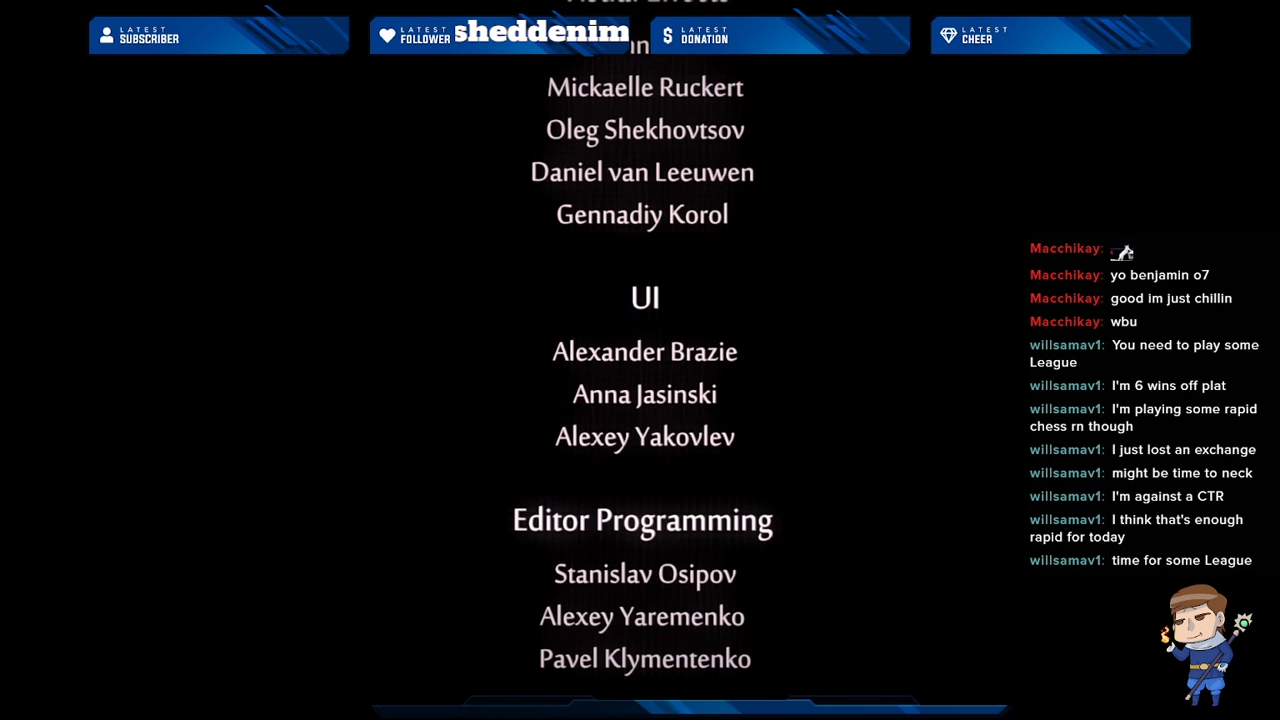 Visual Effects
LATEST
SUBSCRIBER
LATEST
FOLLOWER
sheddenim
LATEST
DONATION
LATEST
CHEER
Mickaelle Ruckert
Oleg Shekhovtsov
Daniel van Leeuwen
Gennadiy Korol
UI
Alexander Brazie
Anna Jasinski
Alexey Yakovlev
Editor Programming
Stanislav Osipov
Alexey Yaremenko
Pavel Klymentenko
Macchikay:
Macchikay: yo benjamin o7
Macchikay: good im just chillin
Macchikay: wbu
willsamav1: You need to play some
League
willsamav1: I'm 6 wins off plat
willsamav1: I'm playing some rapid
chess rn though
willsamav1: I just lost an exchange
willsamav1: might be time to neck
willsamav1: I'm against a CTR
willsamav1: I think that's enough
rapid for today
willsamav1: time for some League